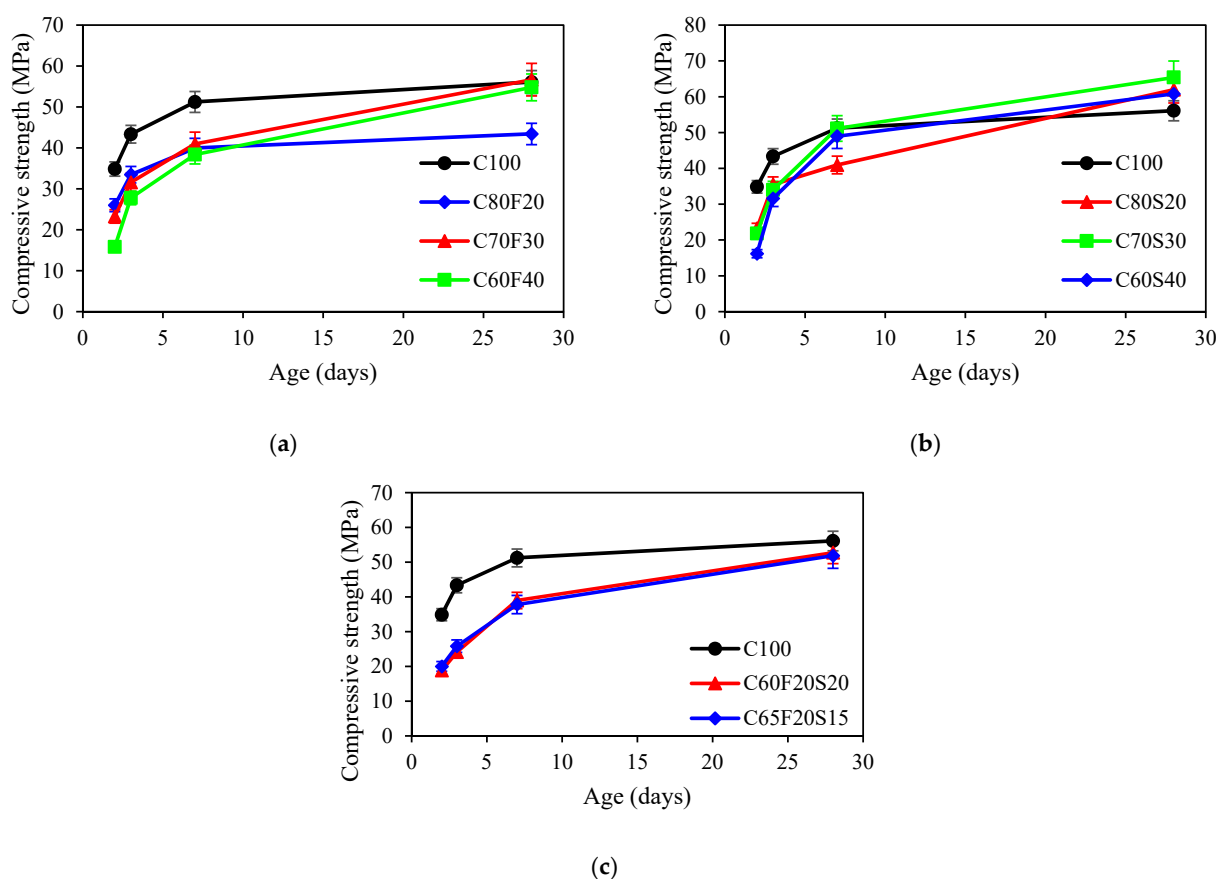 70
60
50
40
30
20
10
0
Compressive strength (MPa)
C100
C80F20
C70F30
C60F40
0 5 10 15 20 25 30
Age (days)
(a)
80
70
60
50
40
30
20
10
0
Compressive strength (MPa)
C100
C80S20
C70S30
C60S40
0 5 10 15 20 25 30
Age (days)
(b)
70
60
50
40
30
20
10
0
Compressive strength (MPa)
C100
C60F20S20
C65F20S15
0 5 10 15 20 25 30
Age (days)
(c)